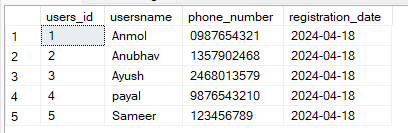 users_id usersname phone_number registration_date
1 1 Anmol 0987654321 2024-04-18
2 2 Anubhav 1357902468 2024-04-18
3 3 Ayush 2468013579 2024-04-18
4 4 payal 9876543210 2024-04-18
5 5 Sameer 123456789 2024-04-18